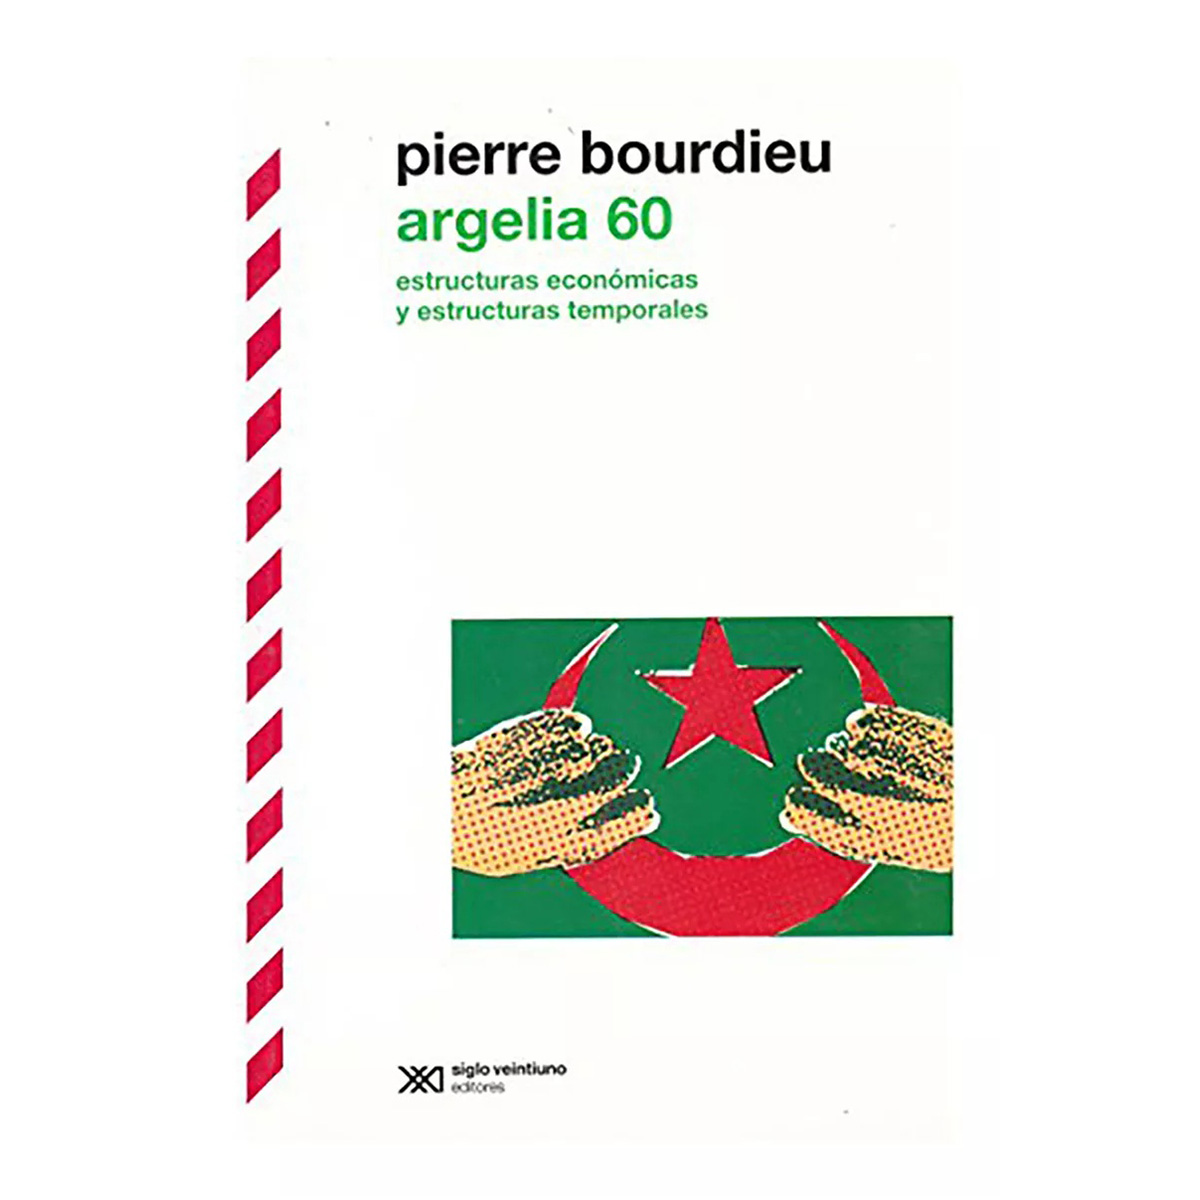 pierre bourdieu
argelia 60
estructuras económicas
y estructuras temporales
siglo veintiuno
editores